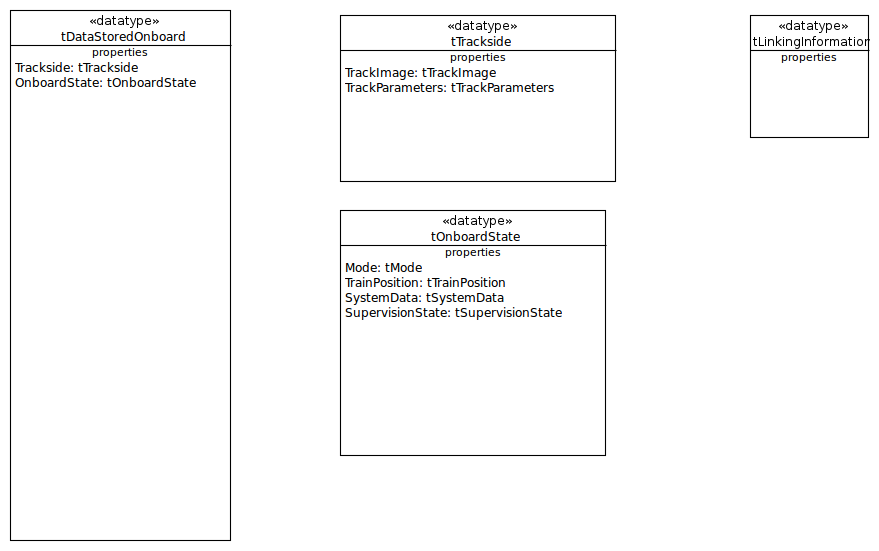 «datatype»
tDataStoredOnboard
properties
Trackside: tTrackside
OnboardState: tOnboardState
«datatype»
tTrackside
properties
TrackImage: tTrackImage
TrackParameters: tTrackParameters
«datatype»
tOnboardState
properties
Mode: tMode
TrainPosition: tTrainPosition
SystemData: tSystemData
SupervisionState: tSupervisionState
«datatype»
tLinkingInformation
properties